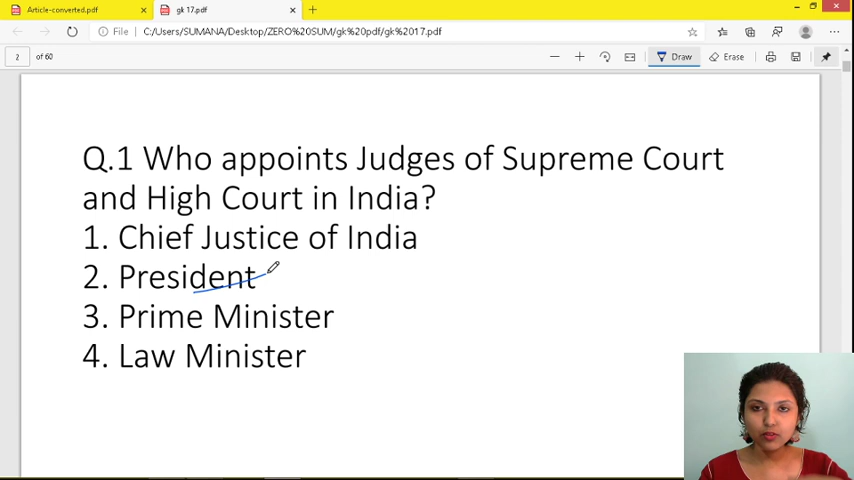 Article-converted.pdf
gk 17.pdf
File
C:/Users/SUMANA/Desktop/ZERO%20SUM/gk%20pdf/gk%2017.pdf
2 of 60
Draw
Erase
Q.1 Who appoints Judges of Supreme Court
and High Court in India?
1. Chief Justice of India
2. President
3. Prime Minister
4. Law Minister